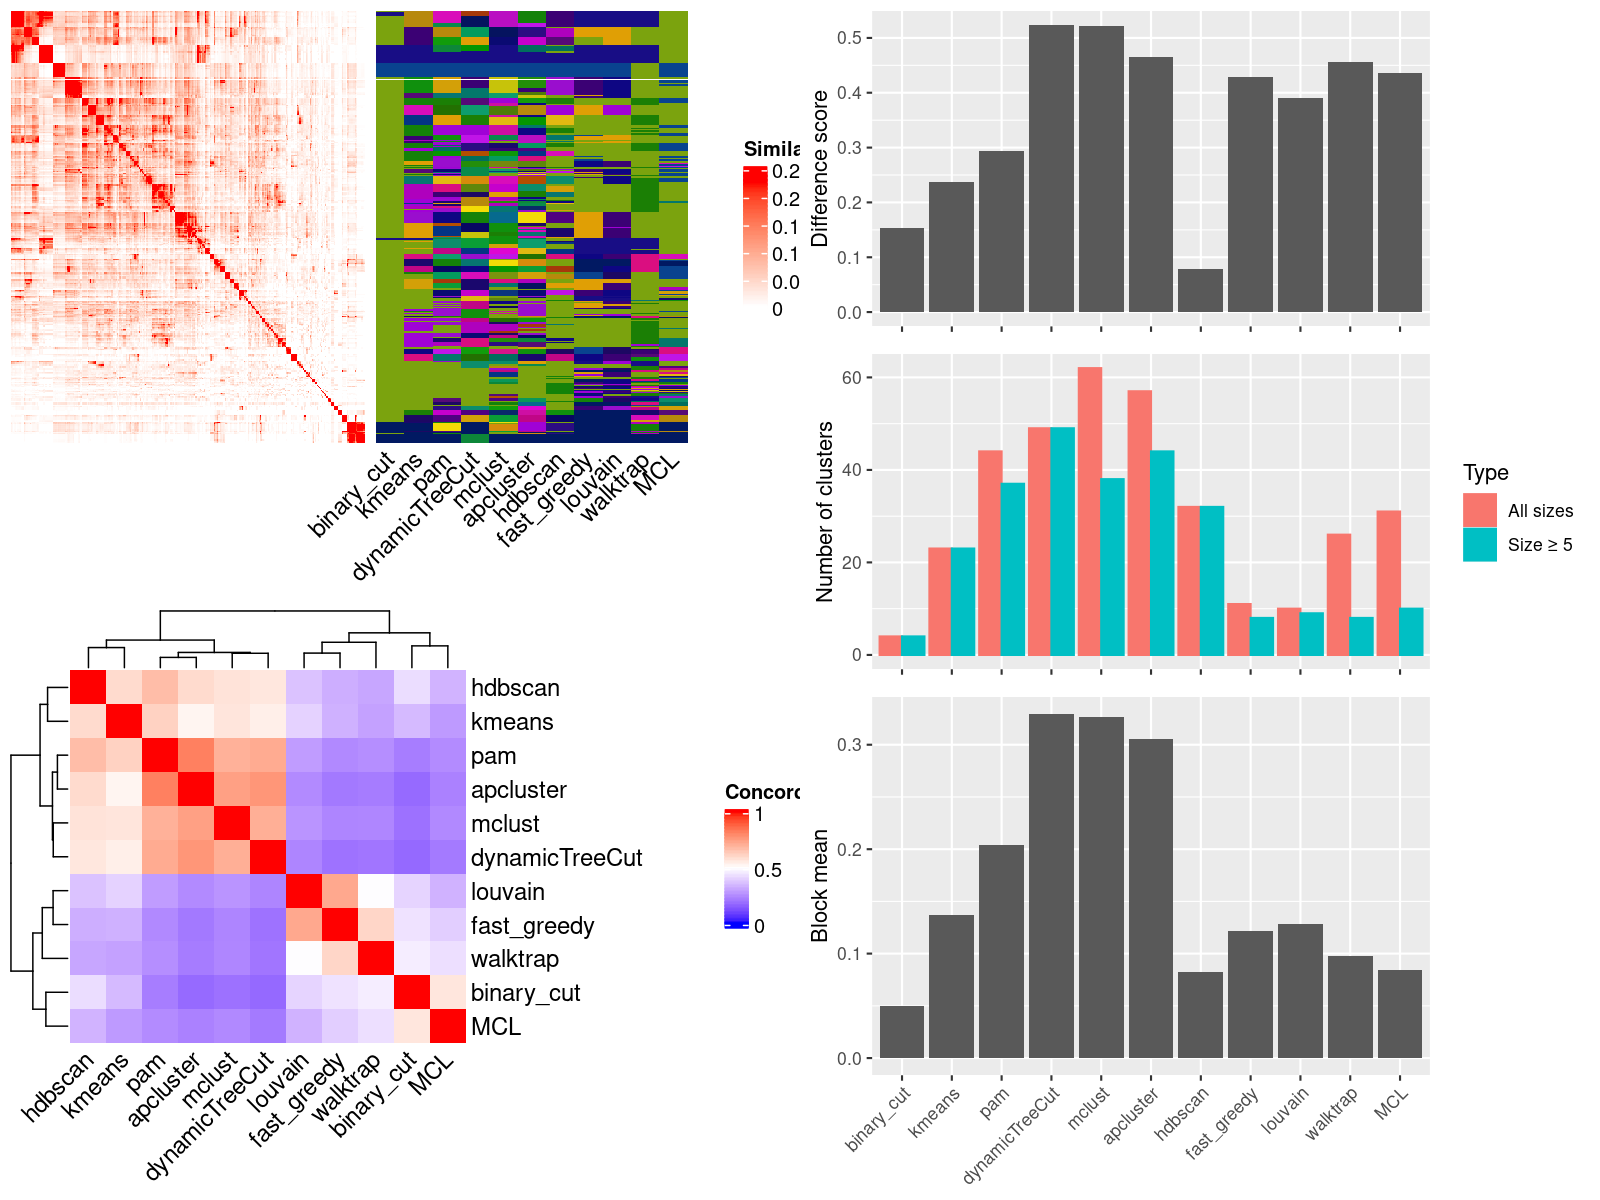 binary_cut
kmeans
pam
dynamicTreeCut
mclust
apcluster
hdbscan
fast_greedy
louvain
walktrap
MCL
Simila
0.2
0.2
0.1
0.1
0.0
0
hdbscan
kmeans
pam
apcluster
mclust
dynamicTreeCut
louvain
fast_greedy
walktrap
binary_cut
MCL
hdbscan
kmeans
pam
apcluster
mclust
dynamicTreeCut
louvain
fast_greedy
walktrap
binary_cut
MCL
Concord
1
0.5
0
Difference score
0.5
0.4
0.3
0.2
0.1
0.0
Number of clusters
60
40
20
0
Type
All sizes
Size ≥ 5
Block mean
0.3
0.2
0.1
0.0
binary_cut
kmeans
pam
dynamicTreeCut
mclust
apcluster
hdbscan
fast_greedy
louvain
walktrap
MCL